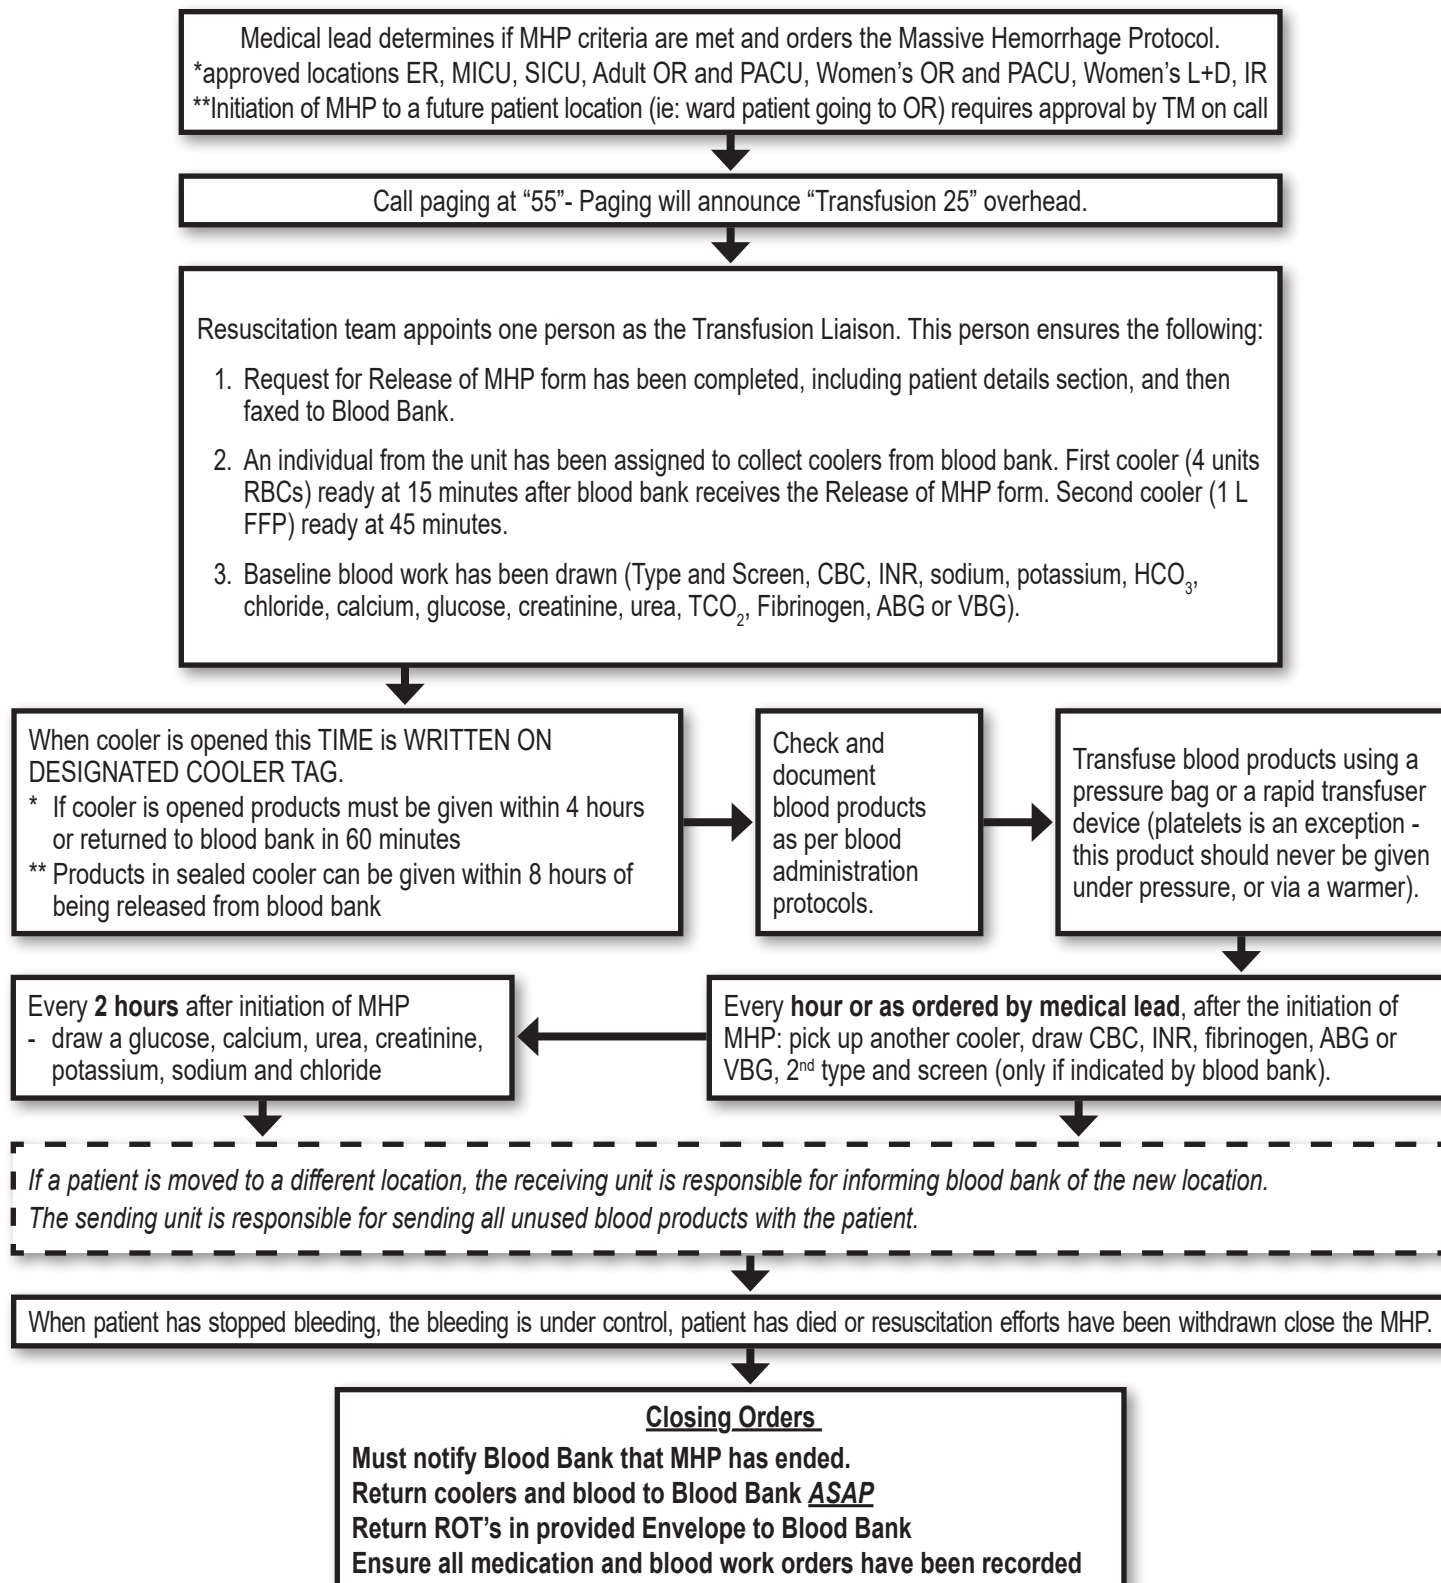 Medical lead determines if MHP criteria are met and orders the Massive Hemorrhage Protocol.
*approved locations ER, MICU, SICU, Adult OR and PACU, Women's OR and PACU, Women's L+D, IR
**Initiation of MHP to a future patient location (ie: ward patient going to OR) requires approval by TM on call
Call paging at “55”- Paging will announce “Transfusion 25” overhead.
Resuscitation team appoints one person as the Transfusion Liaison. This person ensures the following:
1. Request for Release of MHP form has been completed, including patient details section, and then
faxed to Blood Bank.
2. An individual from the unit has been assigned to collect coolers from blood bank. First cooler (4 units
RBCs) ready at 15 minutes after blood bank receives the Release of MHP form. Second cooler (1 L
FFP) ready at 45 minutes.
3. Baseline blood work has been drawn (Type and Screen, CBC, INR, sodium, potassium, HCO₃,
chloride, calcium, glucose, creatinine, urea, TCO₂, Fibrinogen, ABG or VBG).
When cooler is opened this TIME is WRITTEN ON
DESIGNATED COOLER TAG.
* If cooler is opened products must be given within 4 hours
or returned to blood bank in 60 minutes
** Products in sealed cooler can be given within 8 hours of
being released from blood bank
Check and
document
blood products
as per blood
administration
protocols.
Transfuse blood products using a
pressure bag or a rapid transfuser
device (platelets is an exception -
this product should never be given
under pressure, or via a warmer).
Every 2 hours after initiation of MHP
- draw a glucose, calcium, urea, creatinine,
potassium, sodium and chloride
Every hour or as ordered by medical lead, after the initiation of
MHP: pick up another cooler, draw CBC, INR, fibrinogen, ABG or
VBG, 2nd type and screen (only if indicated by blood bank).
If a patient is moved to a different location, the receiving unit is responsible for informing blood bank of the new location.
The sending unit is responsible for sending all unused blood products with the patient.
When patient has stopped bleeding, the bleeding is under control, patient has died or resuscitation efforts have been withdrawn close the MHP.
Closing Orders
Must notify Blood Bank that MHP has ended.
Return coolers and blood to Blood Bank ASAP
Return ROT's in provided Envelope to Blood Bank
Ensure all medication and blood work orders have been recorded